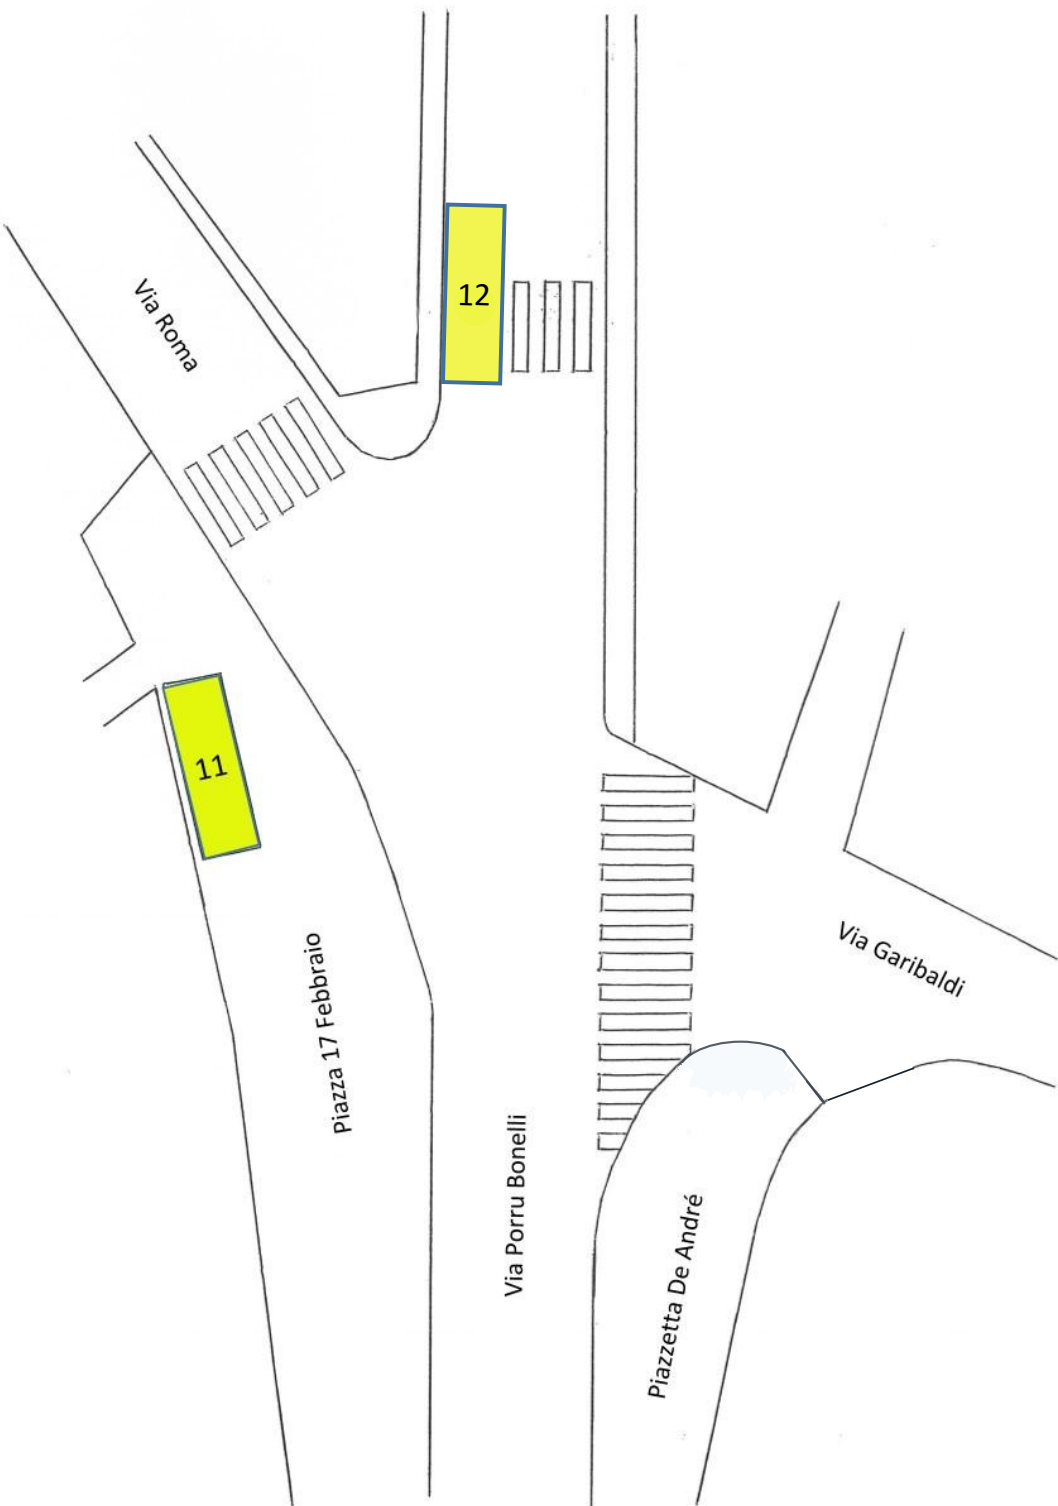 12
Via Roma
11
Via Garibaldi
Piazza 17 Febbraio
Via Porru Bonelli
Piazzetta De André